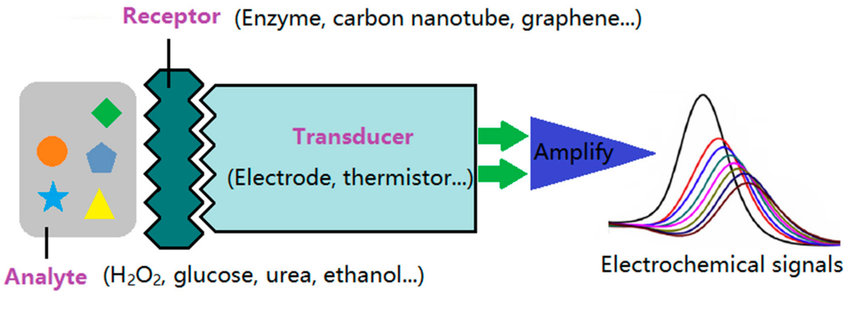 Receptor (Enzyme, carbon nanotube, graphene...)
Transducer
(Electrode, thermistor...)
Amplify
Electrochemical signals
Analyte (H₂O₂, glucose, urea, ethanol...)